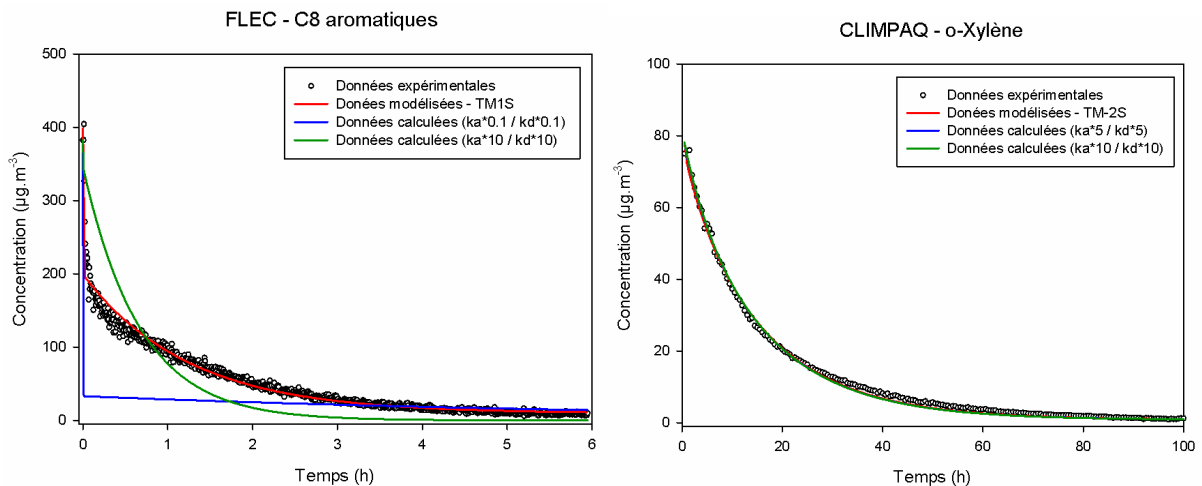 FLEC - C8 aromatiques
500
400
300
200
100
0
Concentration (µg.m⁻³)
0 1 2 3 4 5 6
Temps (h)
Données expérimentales
Donées modélisées - TM1S
Données calculées (ka*0.1 / kd*0.1)
Données calculées (ka*10 / kd*10)
CLIMPAQ - o-Xylène
100
80
60
40
20
0
Concentration (µg.m⁻³)
0 20 40 60 80 100
Temps (h)
Données expérimentales
Données modélisées - TM-2S
Données calculées (ka*5 / kd*5)
Données calculées (ka*10 / kd*10)